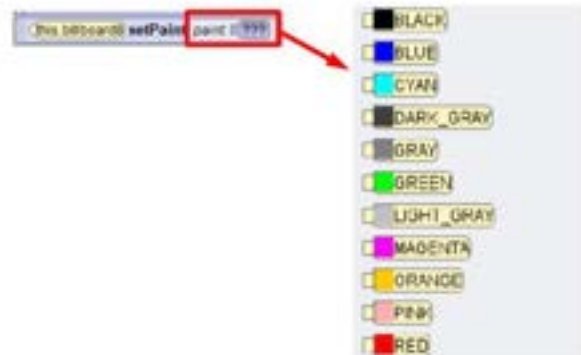 this.billboard setPaint paint ???
BLACK
BLUE
CYAN
DARK_GRAY
GRAY
GREEN
LIGHT_GRAY
MAGENTA
ORANGE
PINK
RED